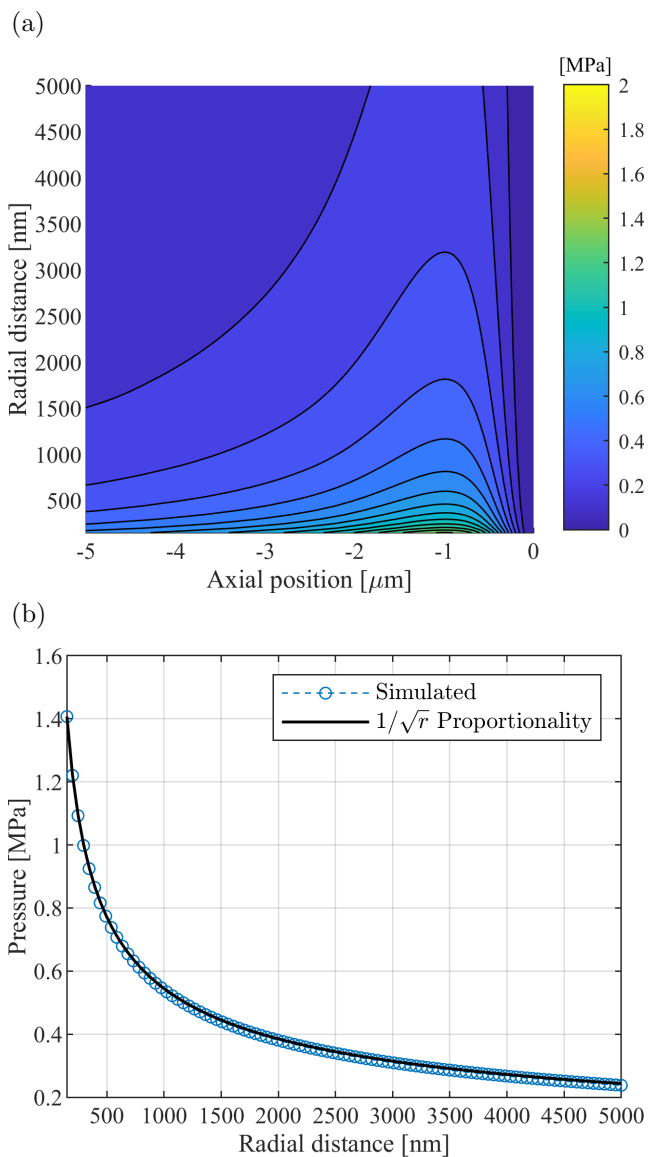 (a)
[MPa]
5000
4500
4000
3500
3000
2500
2000
1500
1000
500
Radial distance [nm]
-5 -4 -3 -2 -1 0
Axial position [μm]
2
1.8
1.6
1.4
1.2
1
0.8
0.6
0.4
0.2
0
(b)
1.6
1.4
1.2
1
0.8
0.6
0.4
0.2
Pressure [MPa]
Simulated
1/√r Proportionality
500 1000 1500 2000 2500 3000 3500 4000 4500 5000
Radial distance [nm]